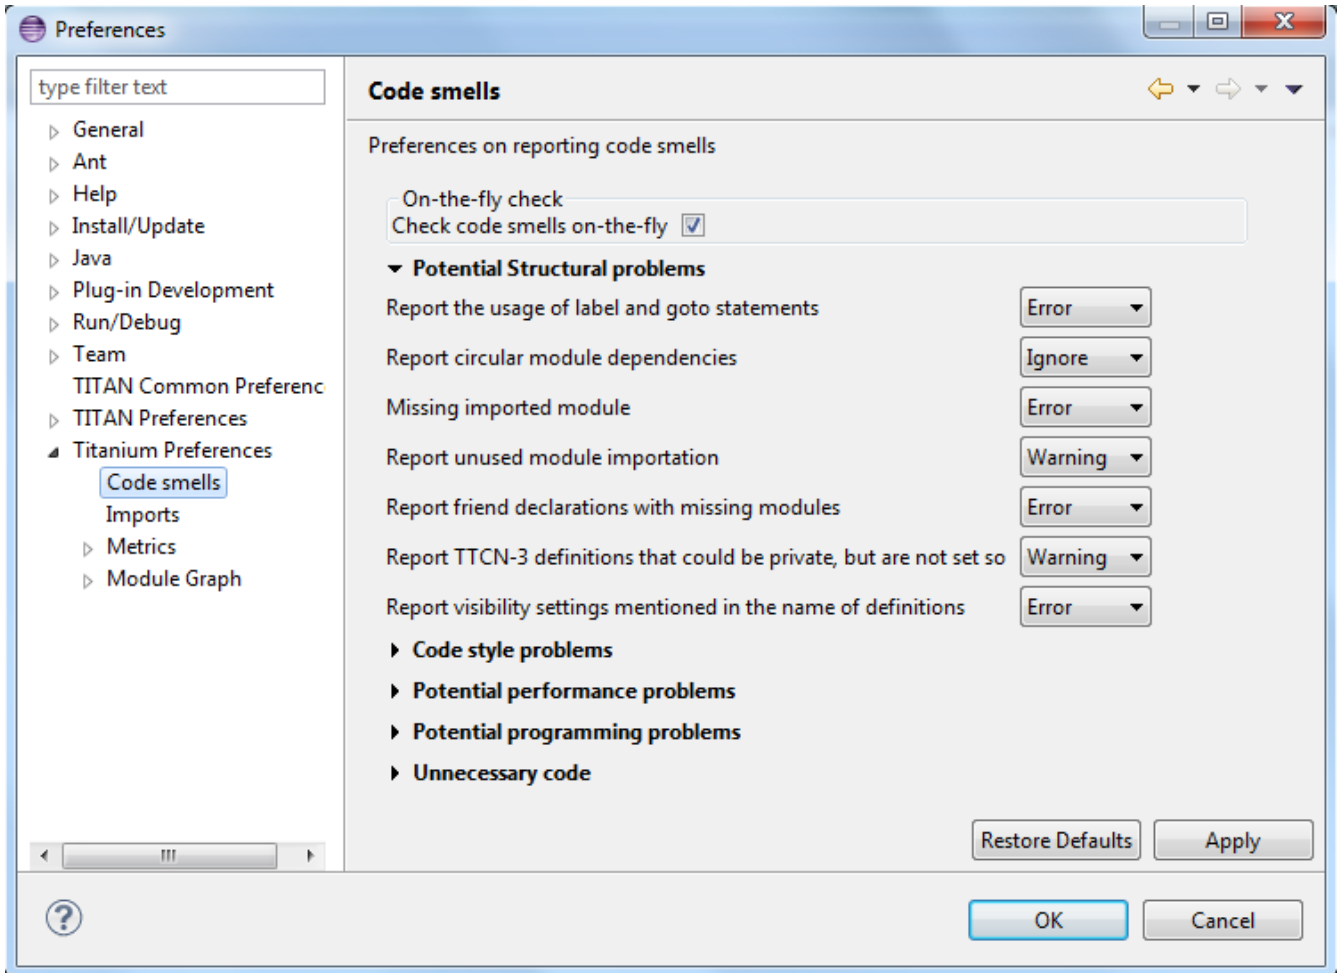 Preferences
type filter text
General
Ant
Help
Install/Update
Java
Plug-in Development
Run/Debug
Team
TITAN Common Preferenc
TITAN Preferences
Titanium Preferences
Code smells
Imports
Metrics
Module Graph
Code smells
Preferences on reporting code smells
On-the-fly check
Check code smells on-the-fly
Potential Structural problems
Report the usage of label and goto statements Error
Report circular module dependencies Ignore
Missing imported module Error
Report unused module importation Warning
Report friend declarations with missing modules Error
Report TTCN-3 definitions that could be private, but are not set so Warning
Report visibility settings mentioned in the name of definitions Error
Code style problems
Potential performance problems
Potential programming problems
Unnecessary code
Restore Defaults Apply
OK Cancel